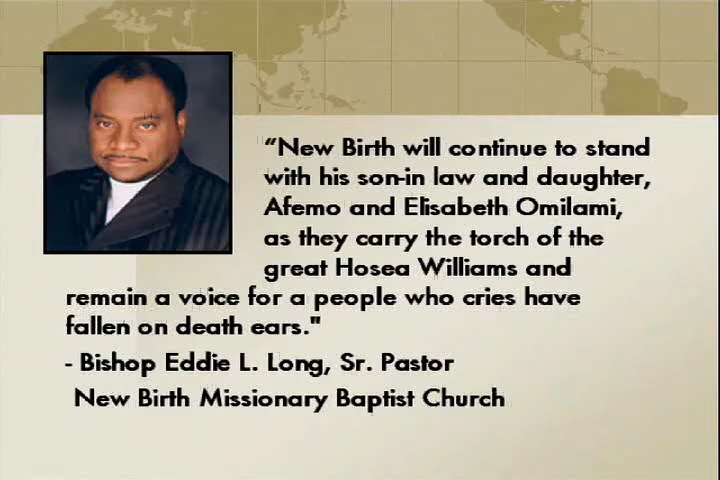 “New Birth will continue to stand
with his son-in law and daughter,
Afemo and Elisabeth Omilami,
as they carry the torch of the
great Hosea Williams and
remain a voice for a people who cries have
fallen on death ears."
- Bishop Eddie L. Long, Sr. Pastor
New Birth Missionary Baptist Church